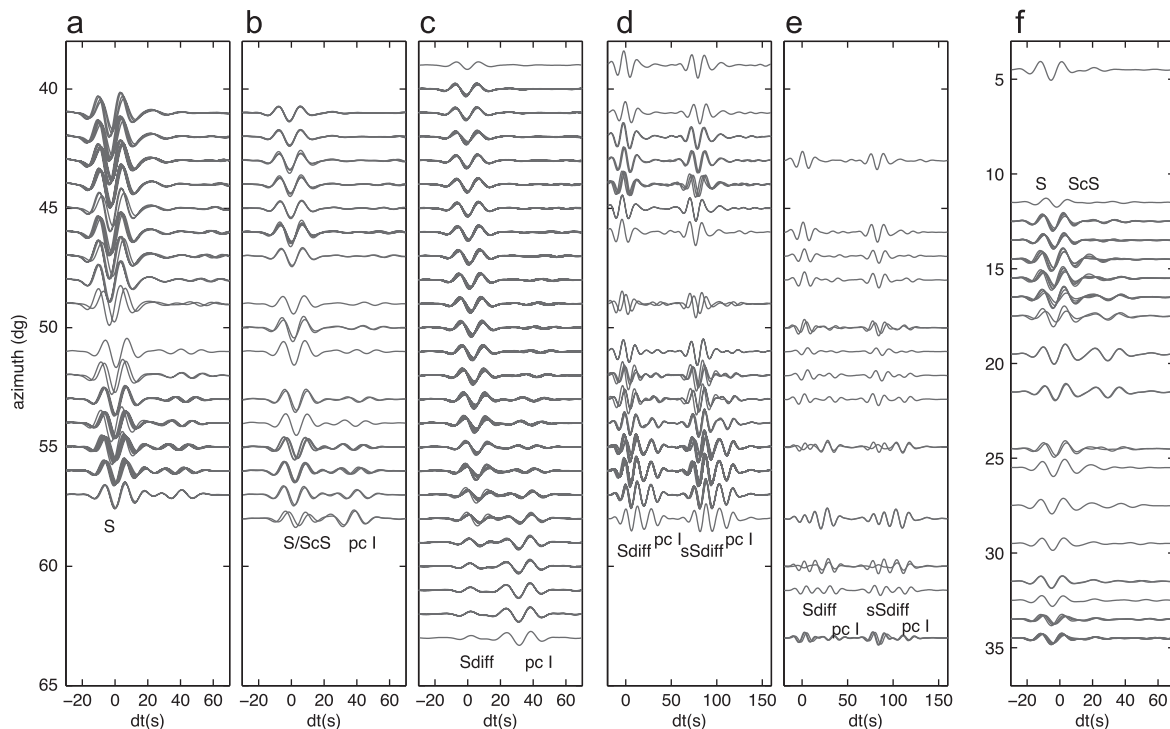 a b c d e f
40
45
50
55
60
65
azimuth (dg)
S
S/ScS pc I
Sdiff pc I
Sdiff pc I sSdiff pc I
Sdiff sSdiff
pc I pc I
S ScS
5
10
15
20
25
30
35
−20 0 20 40 60
−20 0 20 40 60
−20 0 20 40 60
0 50 100 150
0 50 100 150
−20 0 20 40 60
dt(s) dt(s) dt(s) dt(s) dt(s) dt(s)